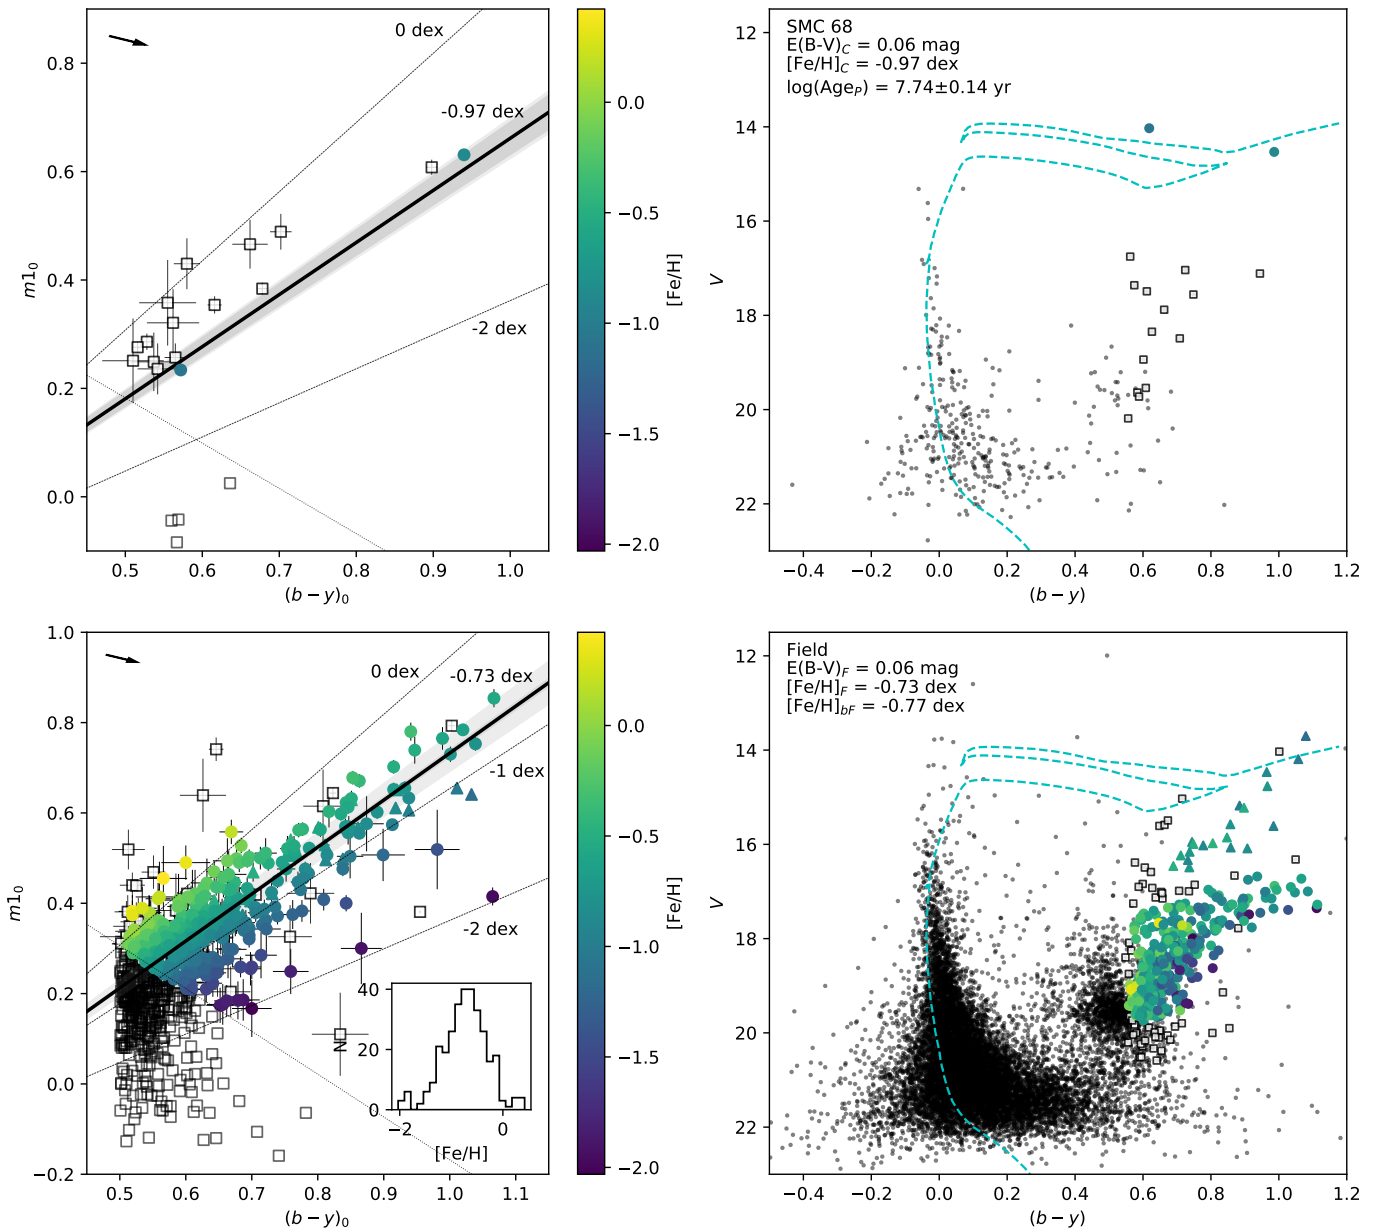 0 dex
-0.97 dex
-2 dex
0.8
0.6
0.4
0.2
0.0
m1₀
0.5 0.6 0.7 0.8 0.9 1.0
(b − y)₀
0.0
−0.5
−1.0
−1.5
−2.0
[Fe/H]
SMC 68
E(B-V)_C = 0.06 mag
[Fe/H]_C = -0.97 dex
log(Age_P) = 7.74±0.14 yr
12
14
16
18
20
22
V
−0.4 −0.2 0.0 0.2 0.4 0.6 0.8 1.0 1.2
(b − y)
0 dex
-0.73 dex
-1 dex
-2 dex
1.0
0.8
0.6
0.4
0.2
0.0
−0.2
m1₀
40
20
0
N
−2 0
[Fe/H]
0.5 0.6 0.7 0.8 0.9 1.0 1.1
(b − y)₀
0.0
−0.5
−1.0
−1.5
−2.0
[Fe/H]
Field
E(B-V)_F = 0.06 mag
[Fe/H]_F = -0.73 dex
[Fe/H]_bF = -0.77 dex
12
14
16
18
20
22
V
−0.4 −0.2 0.0 0.2 0.4 0.6 0.8 1.0 1.2
(b − y)